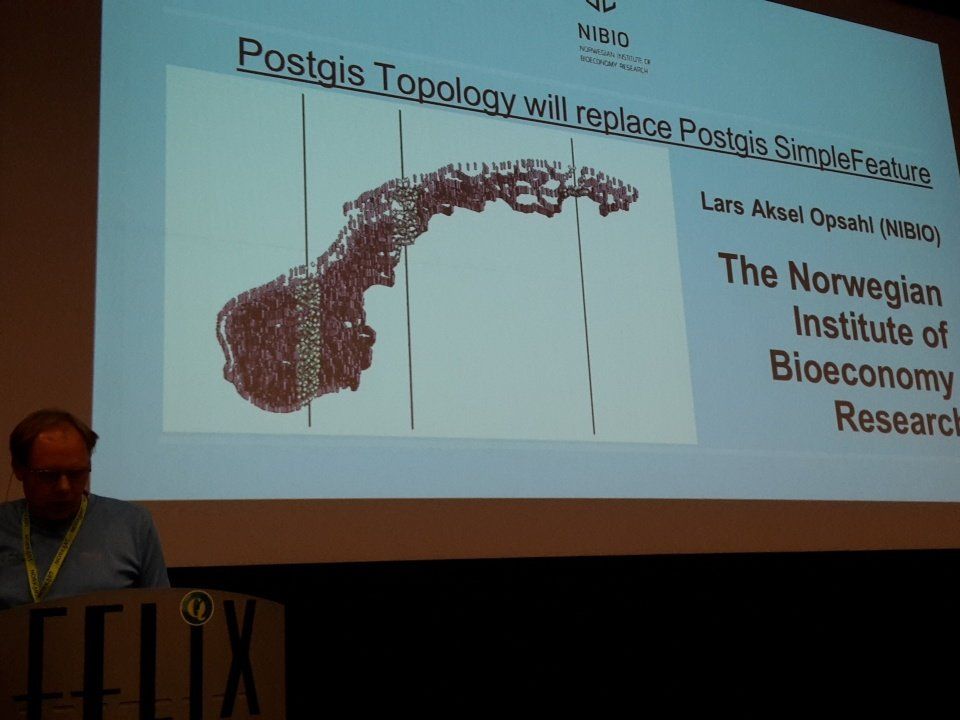 NIBIO
NORWEGIAN INSTITUTE OF
BIOECONOMY RESEARCH
Postgis Topology will replace Postgis SimpleFeature
Lars Aksel Opsahl (NIBIO)
The Norwegian
Institute of
Bioeconomy
Research
FELIX